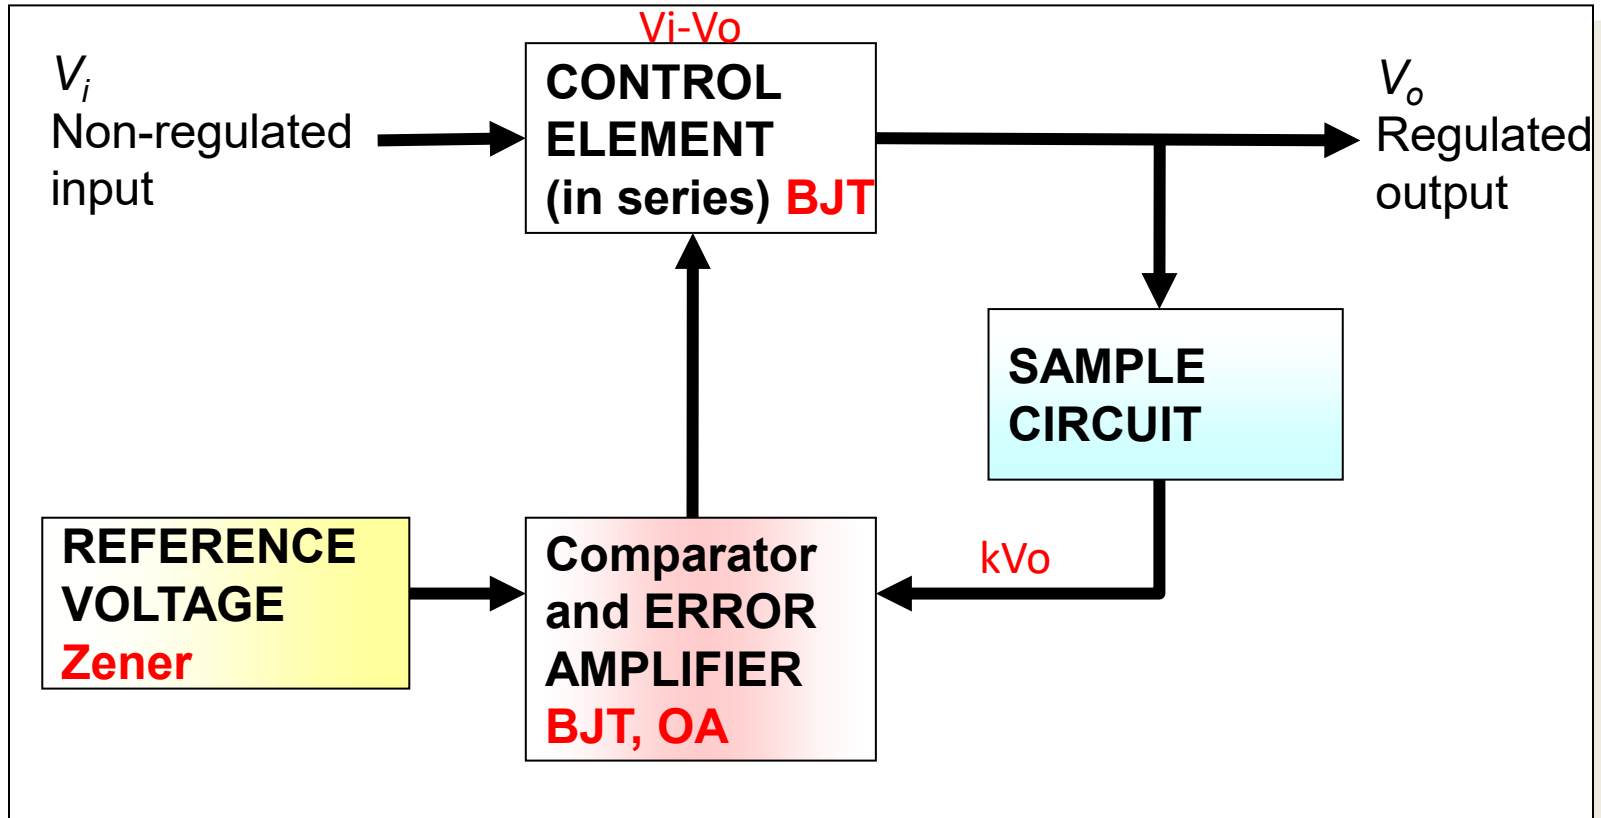 Vi-Vo
Vi
Non-regulated
input
CONTROL
ELEMENT
(in series) BJT
Vo
Regulated
output
SAMPLE
CIRCUIT
kVo
REFERENCE
VOLTAGE
Zener
Comparator
and ERROR
AMPLIFIER
BJT, OA